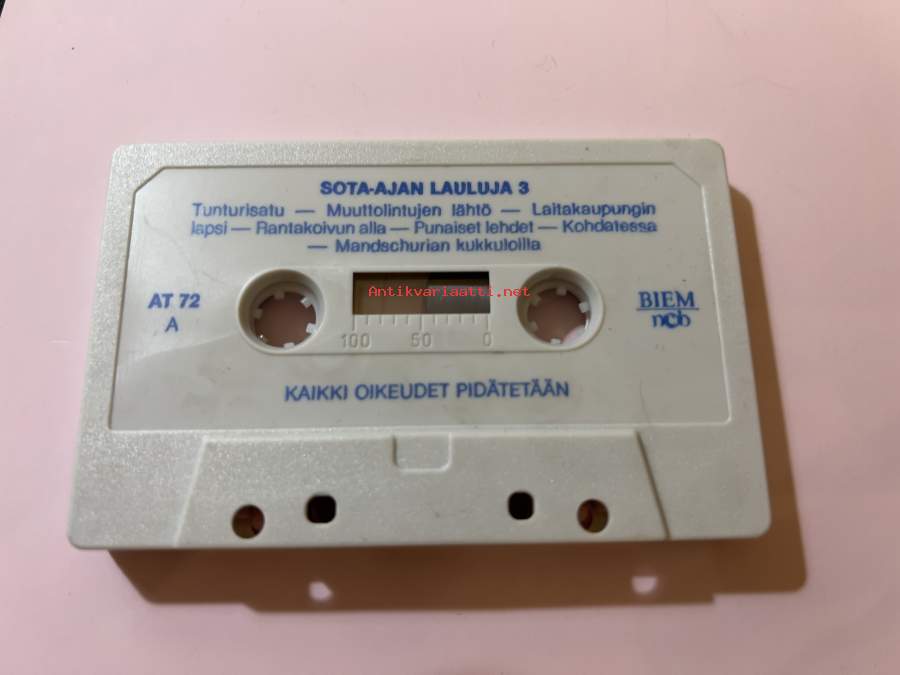 SOTA-AJAN LAULULJA 3
Tunturisatu — Muuttolintujen lähtö — Laitakaupungin
lapsi — Rantakoivun alla — Punaiset lehdet — Kohdatessa
— Mandschurian kukkuloilla
AT 72
A
Antikvariaatti.net
100 50 0
BIEM
ncb
KAIKKI OIKEUDET PIDÄTETÄÄN